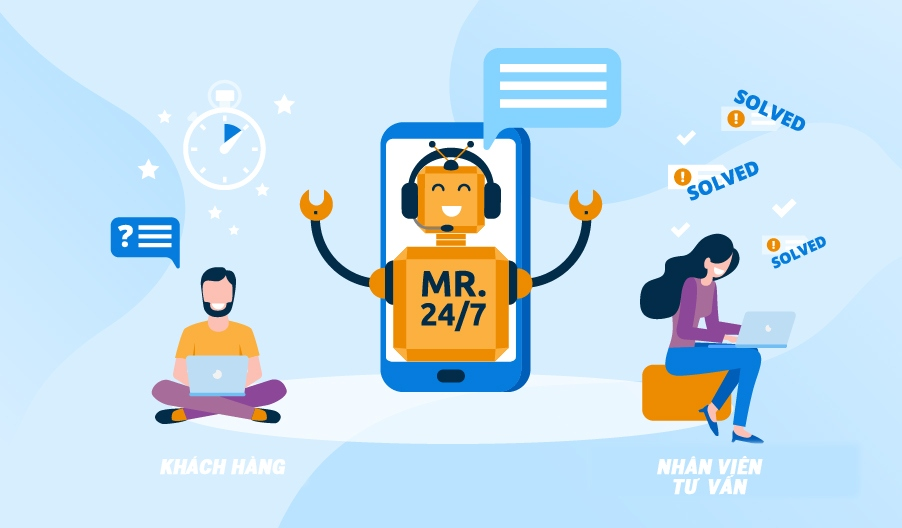 SOLVED
!
SOLVED
!
?
SOLVED
!
MR.
24/7
KHÁCH HÀNG
NHÂN VIÊN
TƯ VẤN